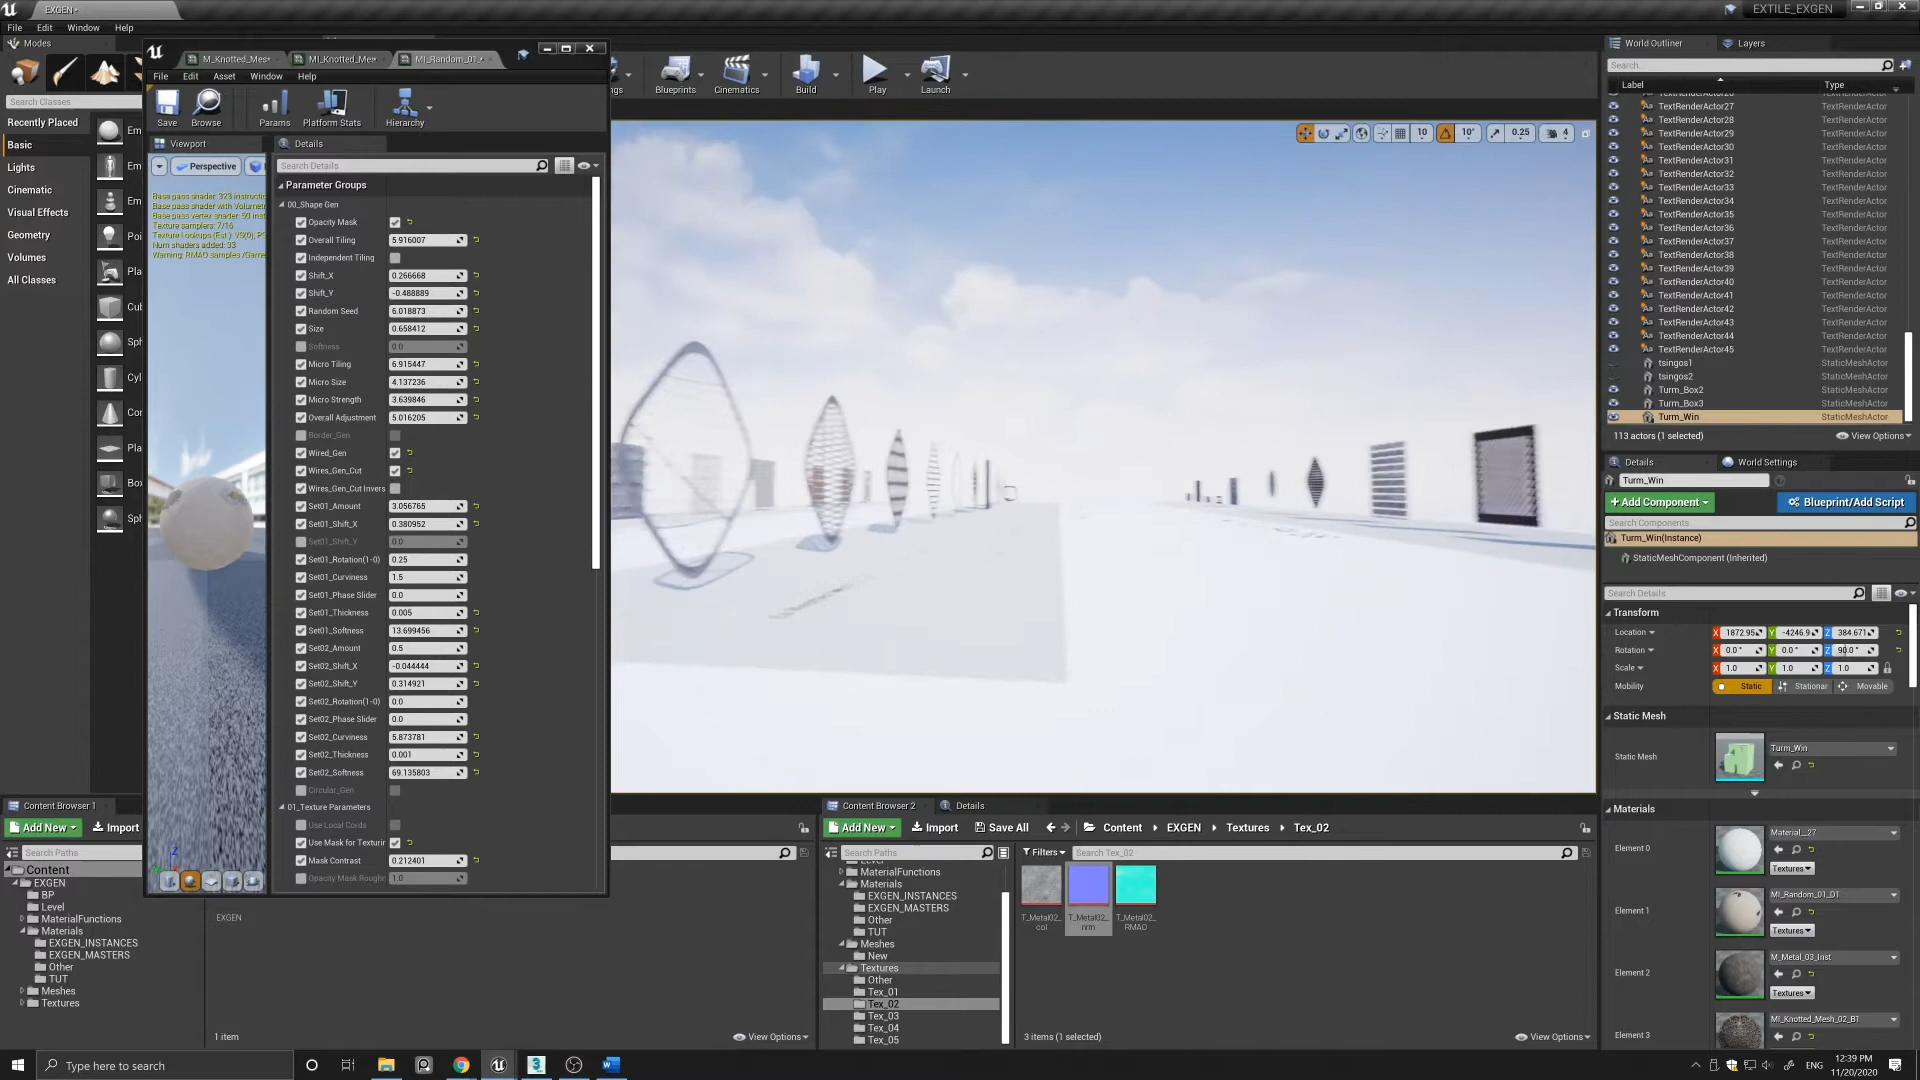 EXGEN•
EXTILE_EXGEN
File Edit Window Help
Modes
Search Classes
Recently Placed
Basic
Lights
Cinematic
Visual Effects
Geometry
Volumes
All Classes
M_Knotted_Mes
MI_Knotted_Me
MI_Random_01
File Edit Asset Window Help
Save Browse Params Platform Stats Hierarchy
Viewport
Details
Perspective
Search Details
Parameter Groups
00_Shape Gen
Opacity Mask
Overall Tiling 5.916007
Independent Tiling
Shift_X 0.266668
Shift_Y -0.488889
Random Seed 6.018873
Size 0.658412
Softness 0.0
Micro Tiling 6.915447
Micro Size 4.137236
Micro Strength 3.639846
Overall Adjustment 5.016205
Border_Gen
Wired_Gen
Wires_Gen_Cut
Wires_Gen_Cut Invers
Set01_Amount 3.056765
Set01_Shift_X 0.380952
Set01_Shift_Y 0.0
Set01_Rotation(1-0) 0.25
Set01_Curviness 1.5
Set01_Phase Slider 0.0
Set01_Thickness 0.005
Set01_Softness 13.699456
Set02_Amount 0.5
Set02_Shift_X -0.044444
Set02_Shift_Y 0.314921
Set02_Rotation(1-0) 0.0
Set02_Phase Slider 0.0
Set02_Curviness 5.873781
Set02_Thickness 0.001
Set02_Softness 69.135803
Circular_Gen
01_Texture Parameters
Use Local Cords
Use Mask for Texturir
Mask Contrast 0.212401
Opacity Mask Roughn 1.0
Base pass shader: 323 instructi
Base pass shader with Volumetr
Base pass vertex shader: 59 inst
Texture samplers: 7/16
Texture Lookups (Est.): VS(0), PS
Num shaders added: 33
Warning: RMAO samples /Game
Blueprints Cinematics Build Play Launch
10 10° 0.25 4
World Outliner Layers
Search...
Label Type
TextRenderActor27 TextRenderActor
TextRenderActor28 TextRenderActor
TextRenderActor29 TextRenderActor
TextRenderActor30 TextRenderActor
TextRenderActor31 TextRenderActor
TextRenderActor32 TextRenderActor
TextRenderActor33 TextRenderActor
TextRenderActor34 TextRenderActor
TextRenderActor35 TextRenderActor
TextRenderActor36 TextRenderActor
TextRenderActor37 TextRenderActor
TextRenderActor38 TextRenderActor
TextRenderActor39 TextRenderActor
TextRenderActor40 TextRenderActor
TextRenderActor41 TextRenderActor
TextRenderActor42 TextRenderActor
TextRenderActor43 TextRenderActor
TextRenderActor44 TextRenderActor
TextRenderActor45 TextRenderActor
tsingos1 StaticMeshActor
tsingos2 StaticMeshActor
Turm_Box2 StaticMeshActor
Turm_Box3 StaticMeshActor
Turm_Win StaticMeshActor
113 actors (1 selected) View Options
Details World Settings
Turm_Win
+Add Component Blueprint/Add Script
Search Components
Turm_Win(Instance)
StaticMeshComponent (Inherited)
Search Details
Transform
Location X 1872.95 Y -4246.9 Z 384.671
Rotation X 0.0° Y 0.0° Z 90.0°
Scale X 1.0 Y 1.0 Z 1.0
Mobility Static Stationar Movable
Static Mesh
Static Mesh Turm_Win
Materials
Element 0 Material__27
Textures
Element 1 MI_Random_01_D1
Textures
Element 2 M_Metal_03_Inst
Textures
Element 3 MI_Knotted_Mesh_02_B1
Content Browser 1
Add New Import
Search Paths
Content
EXGEN
BP
Level
MaterialFunctions
Materials
EXGEN_INSTANCES
EXGEN_MASTERS
Other
TUT
Meshes
Textures
EXGEN
1 item View Options
Content Browser 2 Details
Add New Import Save All Content EXGEN Textures Tex_02
Search Paths Filters Search Tex_02
MaterialFunctions
Materials
EXGEN_INSTANCES
EXGEN_MASTERS
Other
TUT
Meshes
New
Textures
Other
Tex_01
Tex_02
Tex_03
Tex_04
Tex_05
T_Metal02_col
T_Metal02_nrm
T_Metal02_RMAO
3 items (1 selected) View Options
Type here to search
ENG
12:39 PM
11/20/2020